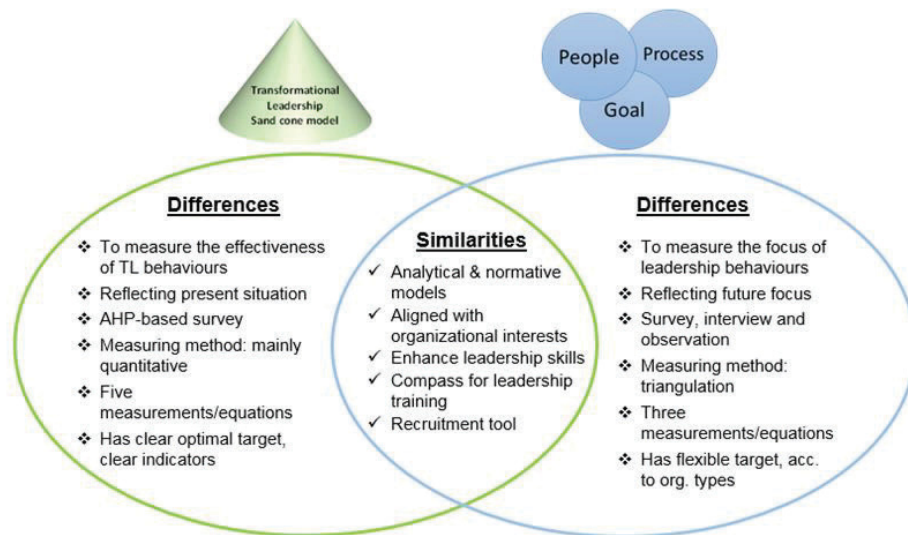 Transformational
Leadership
Sand cone model
People
Process
Goal
Differences
❖ To measure the effectiveness
of TL behaviours
❖ Reflecting present situation
❖ AHP-based survey
❖ Measuring method: mainly
quantitative
❖ Five
measurements/equations
❖ Has clear optimal target,
clear indicators
Similarities
✓ Analytical & normative
models
✓ Aligned with
organizational interests
✓ Enhance leadership skills
✓ Compass for leadership
training
✓ Recruitment tool
Differences
❖ To measure the focus of
leadership behaviours
❖ Reflecting future focus
❖ Survey, interview and
observation
❖ Measuring method:
triangulation
❖ Three
measurements/equations
❖ Has flexible target, acc.
to org. types